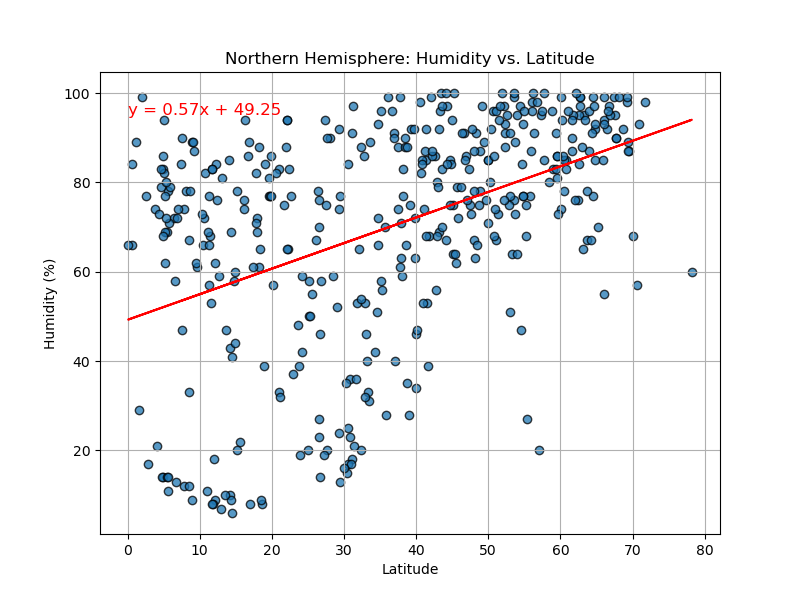 Northern Hemisphere: Humidity vs. Latitude
y = 0.57x + 49.25
100
80
60
40
20
Humidity (%)
0 10 20 30 40 50 60 70 80
Latitude